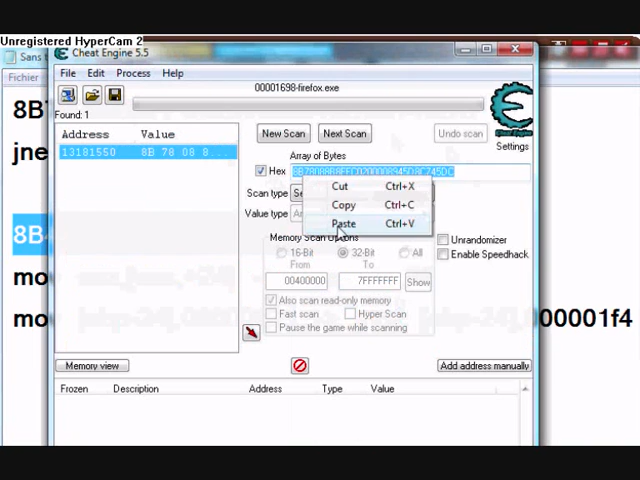 Unregistered HyperCam 2
Cheat Engine 5.5
Sans t
Fichier
File Edit Process Help
00001698-firefox.exe
Found: 1
Address Value
13181550 8B 78 08 8...
New Scan Next Scan Undo scan
Settings
Array of Bytes
Hex
Scan type
Value type
Cut Ctrl+X
Copy Ctrl+C
Paste Ctrl+V
Memory Scan Options
16-Bit 32-Bit All
From To
00400000 7FFFFFFF Show
Also scan read-only memory
Fast scan Hyper Scan
Pause the game while scanning
Unrandomizer
Enable Speedhack
Memory view
Add address manually
Frozen Description Address Type Value
jne
mo
mo
000001f4